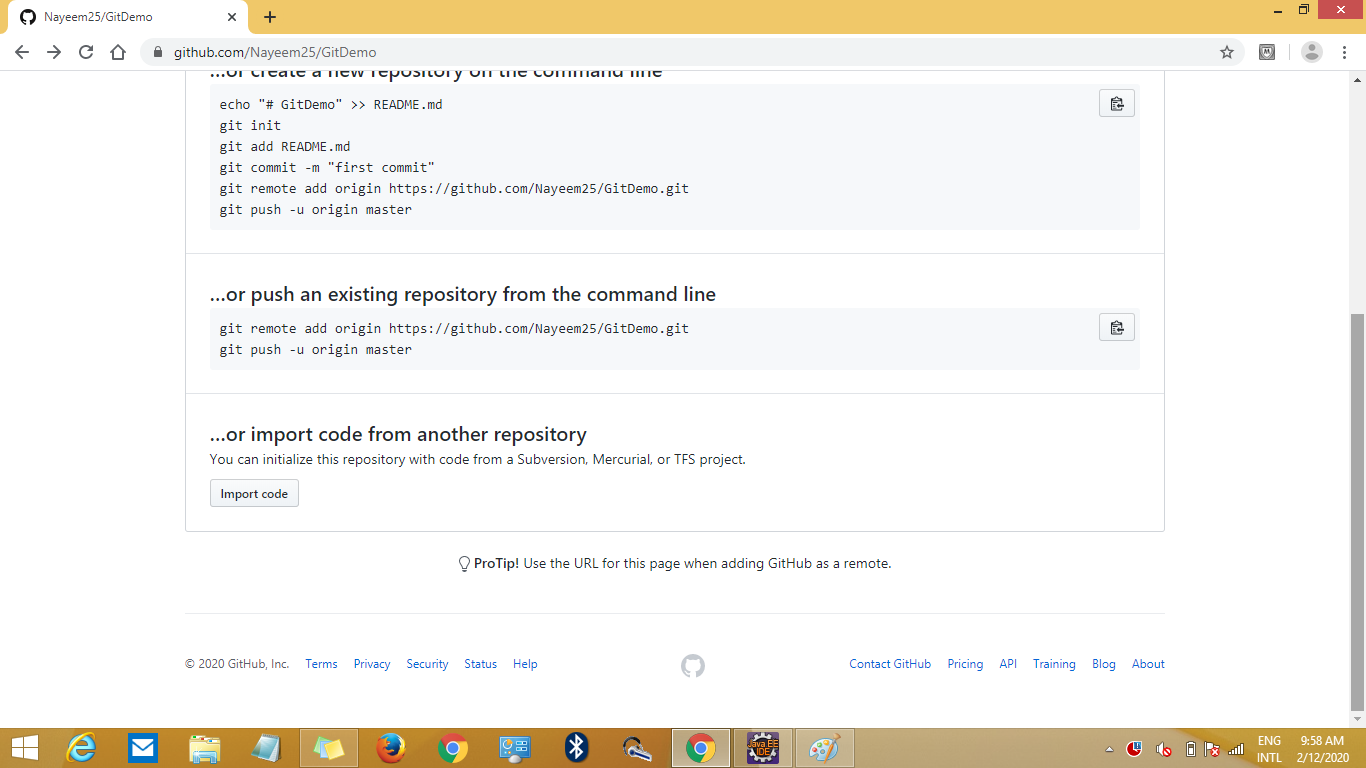 Nayeem25/GitDemo
github.com/Nayeem25/GitDemo
...or create a new repository on the command line
echo "# GitDemo" >> README.md
git init
git add README.md
git commit -m "first commit"
git remote add origin https://github.com/Nayeem25/GitDemo.git
git push -u origin master
...or push an existing repository from the command line
git remote add origin https://github.com/Nayeem25/GitDemo.git
git push -u origin master
...or import code from another repository
You can initialize this repository with code from a Subversion, Mercurial, or TFS project.
Import code
ProTip! Use the URL for this page when adding GitHub as a remote.
© 2020 GitHub, Inc. Terms Privacy Security Status Help
Contact GitHub Pricing API Training Blog About
Java EE
IDE
ENG
INTL
9:58 AM
2/12/2020